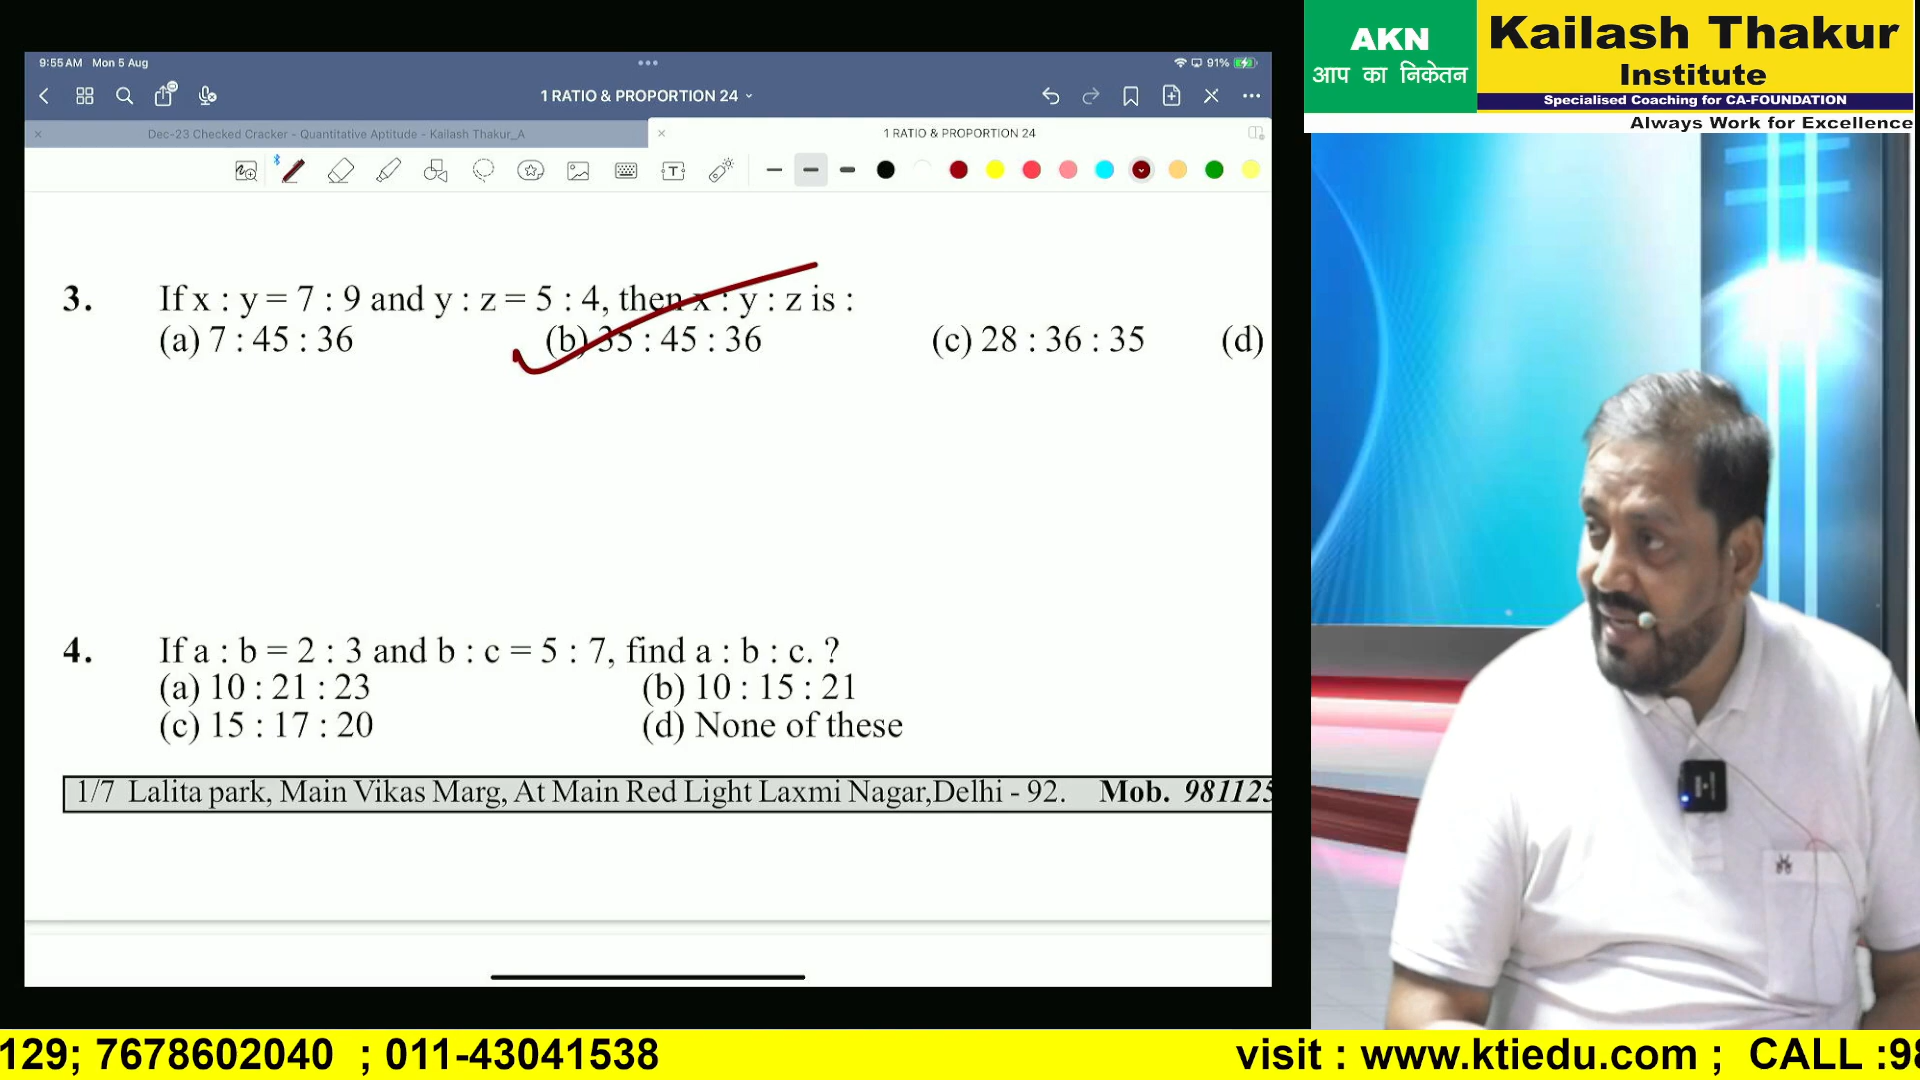 AKN
आप का निकेतन
Kailash Thakur
Institute
Specialised Coaching for CA-FOUNDATION
Always Work for Excellence
9:55 AM Mon 5 Aug
91%
1 RATIO & PROPORTION 24
Dec-23 Checked Cracker - Quantitative Aptitude - Kailash Thakur_A
1 RATIO & PROPORTION 24
3. If x : y = 7 : 9 and y : z = 5 : 4, then x : y : z is :
(a) 7 : 45 : 36 (b) 35 : 45 : 36 (c) 28 : 36 : 35 (d)
4. If a : b = 2 : 3 and b : c = 5 : 7, find a : b : c. ?
(a) 10 : 21 : 23 (b) 10 : 15 : 21
(c) 15 : 17 : 20 (d) None of these
1/7 Lalita park, Main Vikas Marg, At Main Red Light Laxmi Nagar,Delhi - 92. Mob. 981125
129; 7678602040 ; 011-43041538 visit : www.ktiedu.com ; CALL :98